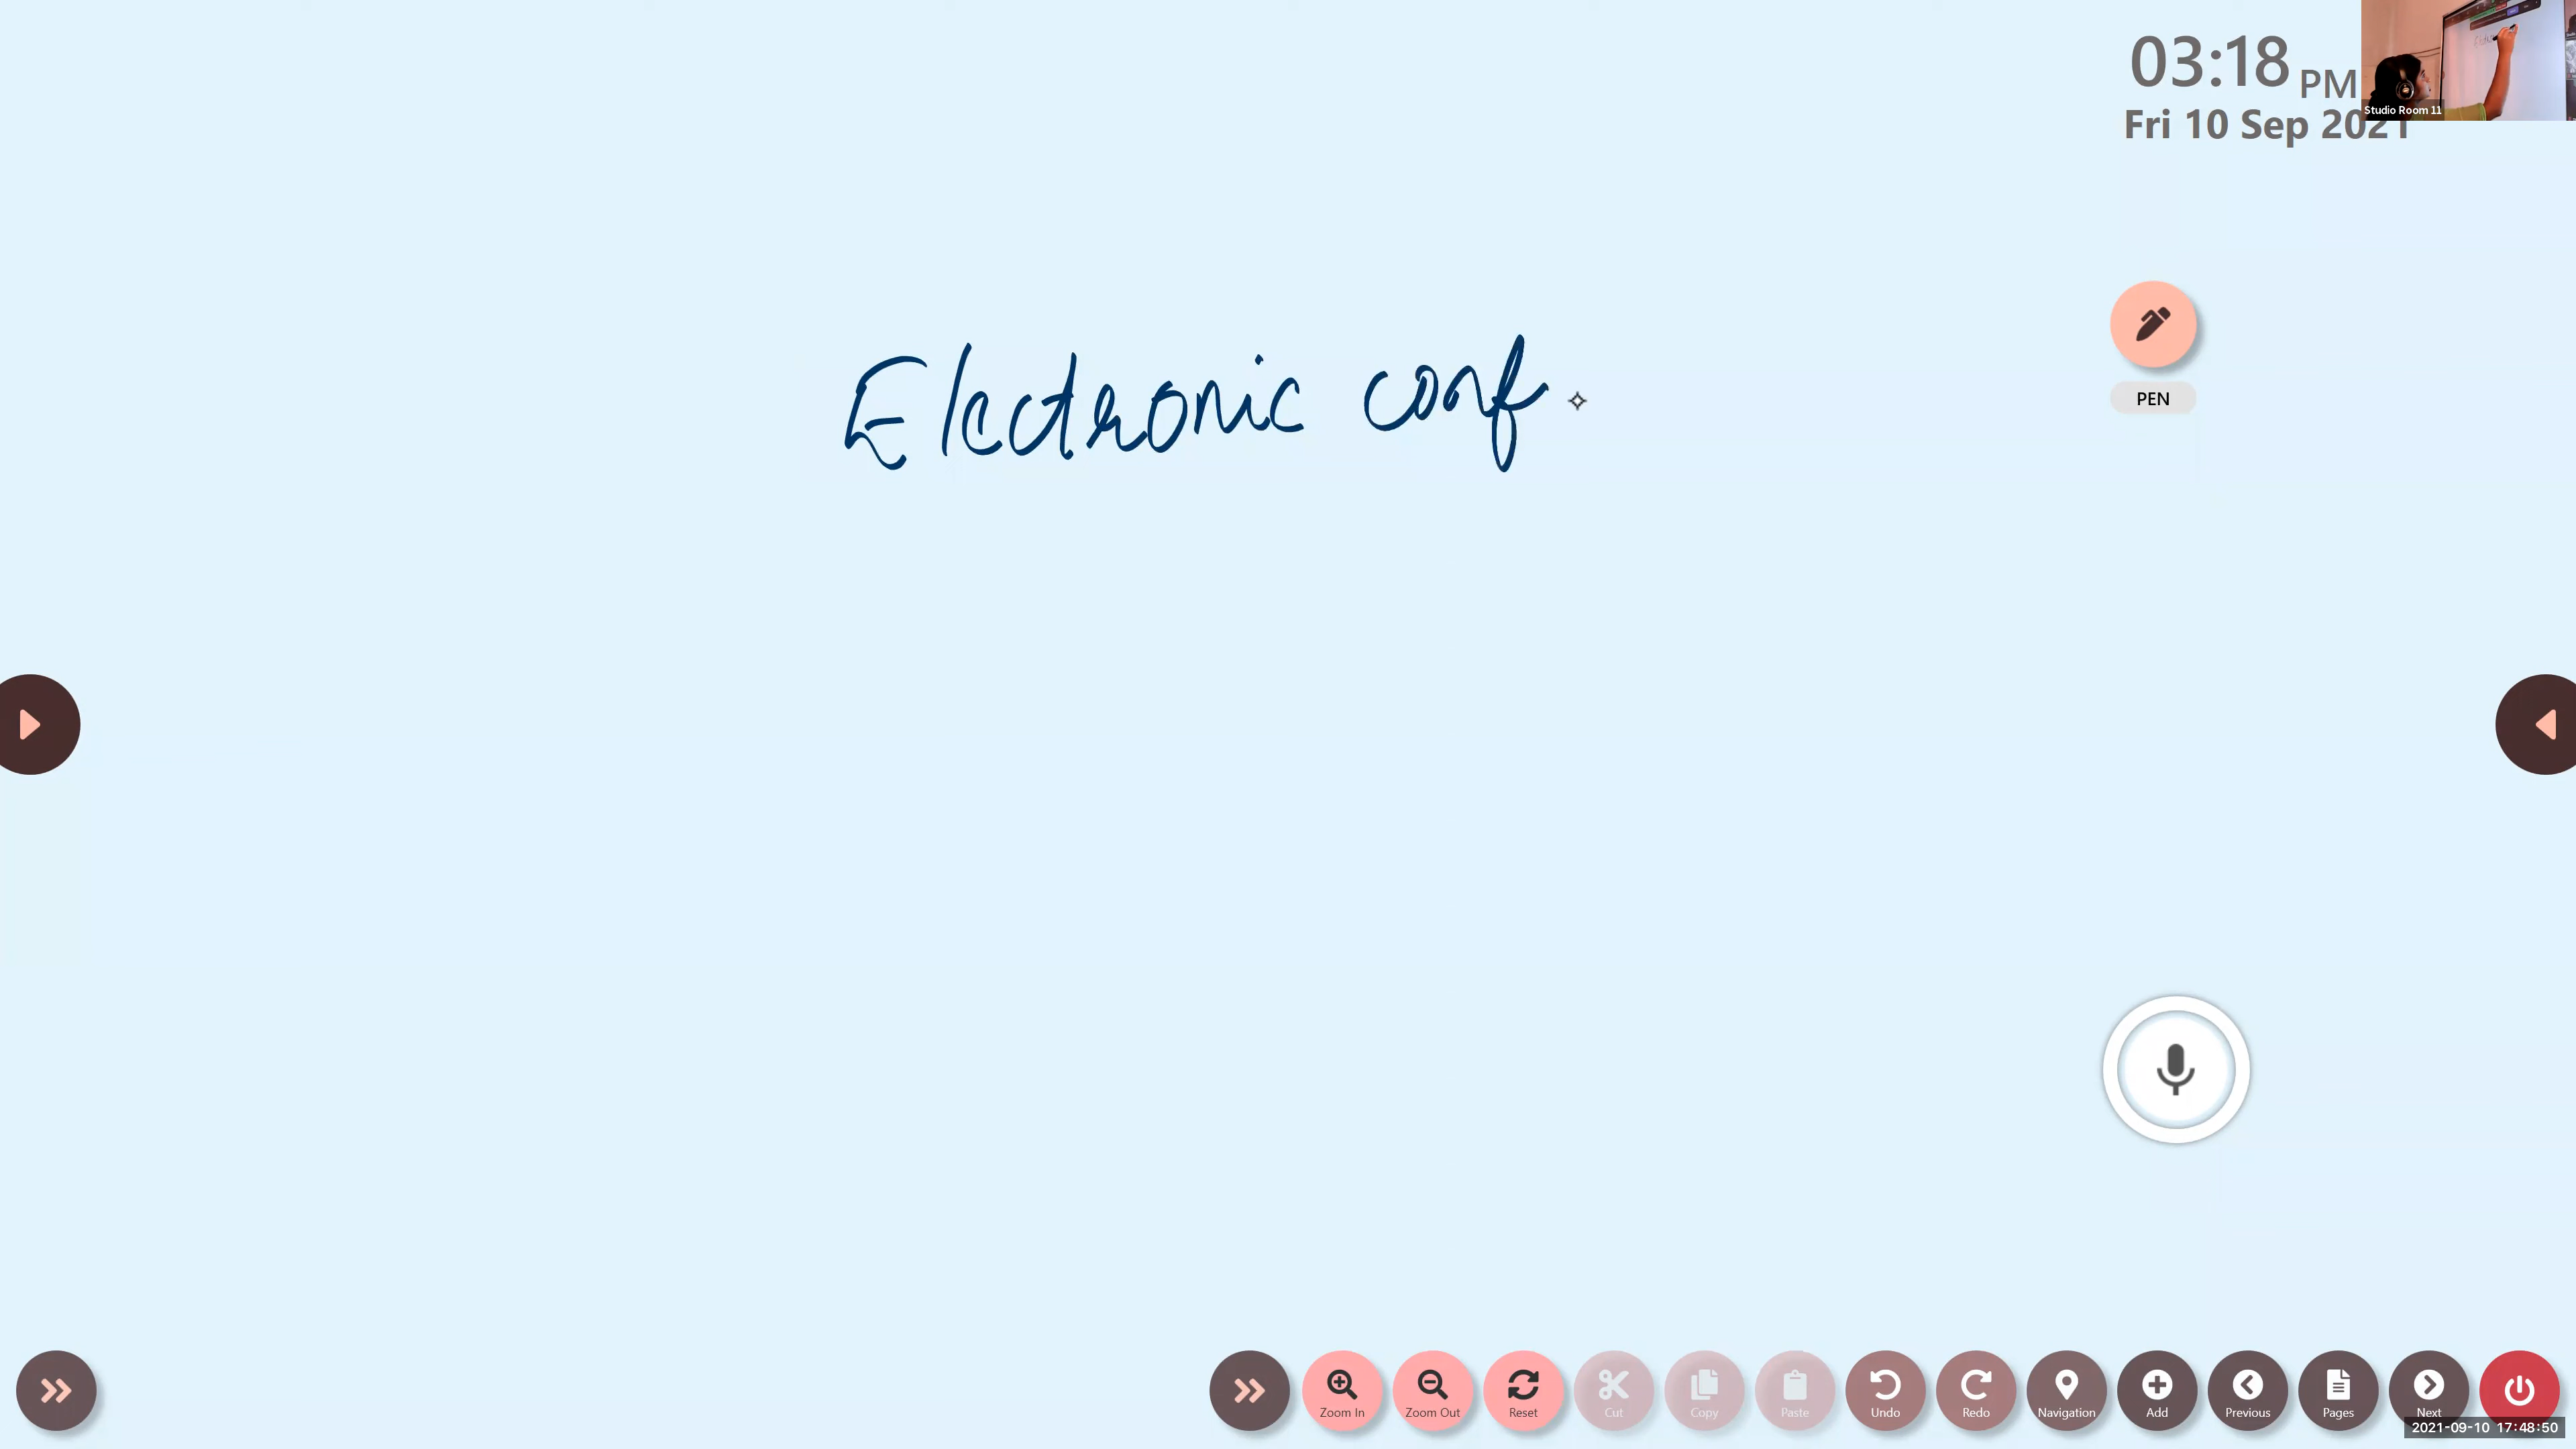 03:18 PM
Studio Room 11
Fri 10 Sep 2021
Electronic conf
PEN
Zoom In
Zoom Out
Reset
Cut
Copy
Paste
Undo
Redo
Navigation
Add
Previous
Pages
Next
2021-09-10 17:48:50